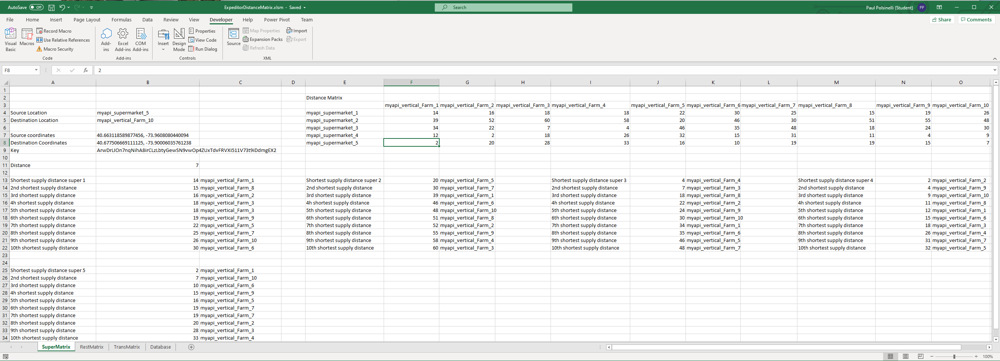 AutoSave Off ExpeditorDistanceMatrix.xlsm - Saved Search Paul Polsinelli (Student) PP
File Home Insert Page Layout Formulas Data Review View Developer Help Power Pivot Team Share Comments
Visual Basic
Macros
Record Macro
Use Relative References
Macro Security
Code
Add-ins
Excel Add-ins
COM Add-ins
Add-ins
Insert
Design Mode
Properties
View Code
Run Dialog
Controls
Source
Map Properties
Expansion Packs
Refresh Data
Import
Export
XML
F8 fx 2
A B C D E F G H I J K L M N O
1
2 Distance Matrix
3 myapi_vertical_Farm_1 myapi_vertical_Farm_2 myapi_vertical_Farm_3 myapi_vertical_Farm_4 myapi_vertical_Farm_5 myapi_vertical_Farm_6 myapi_vertical_Farm_7 myapi_vertical_Farm_8 myapi_vertical_Farm_9 myapi_vertical_Farm_10
4 Source Location myapi_supermarket_5 myapi_supermarket_1 14 16 18 18 22 30 25 15 19 26
5 Destination Location myapi_vertical_Farm_10 myapi_supermarket_2 39 52 60 58 20 46 30 51 55 48
6 myapi_supermarket_3 34 22 7 4 46 35 48 18 24 30
7 Source coordinates 40.663118589877456, -73.9608080440094 myapi_supermarket_4 12 2 18 26 32 15 31 11 4 9
8 Destination Coordinates 40.677506669111125, -73.90006035761238 myapi_supermarket_5 2 20 28 33 16 10 19 19 15 7
9 Key ArwDrLIOn7nqNihA8irCLzLbtyGewSN9vwOp4ZUxTdvFRVXI511V73t9iDdmgEX2
10
11 Distance 7
12
13 Shortest supply distance super 1 14 myapi_vertical_Farm_1 Shortest supply distance super 2 20 myapi_vertical_Farm_5 Shortest supply distance super 3 4 myapi_vertical_Farm_4 Shortest supply distance super 4 2 myapi_vertical_Farm_2
14 2nd shortest supply distance 15 myapi_vertical_Farm_8 2nd shortest supply distance 30 myapi_vertical_Farm_7 2nd shortest supply distance 7 myapi_vertical_Farm_3 2nd shortest supply distance 4 myapi_vertical_Farm_9
15 3rd shortest supply distance 16 myapi_vertical_Farm_2 3rd shortest supply distance 39 myapi_vertical_Farm_1 3rd shortest supply distance 18 myapi_vertical_Farm_8 3rd shortest supply distance 9 myapi_vertical_Farm_10
16 4h shortest supply distance 18 myapi_vertical_Farm_3 4h shortest supply distance 46 myapi_vertical_Farm_6 4h shortest supply distance 22 myapi_vertical_Farm_2 4h shortest supply distance 11 myapi_vertical_Farm_8
17 5th shortest supply distance 18 myapi_vertical_Farm_3 5th shortest supply distance 48 myapi_vertical_Farm_10 5th shortest supply distance 24 myapi_vertical_Farm_9 5th shortest supply distance 12 myapi_vertical_Farm_1
18 6th shortest supply distance 19 myapi_vertical_Farm_9 6th shortest supply distance 51 myapi_vertical_Farm_8 6th shortest supply distance 30 myapi_vertical_Farm_10 6th shortest supply distance 15 myapi_vertical_Farm_6
19 7th shortest supply distance 22 myapi_vertical_Farm_5 7th shortest supply distance 52 myapi_vertical_Farm_2 7th shortest supply distance 34 myapi_vertical_Farm_1 7th shortest supply distance 18 myapi_vertical_Farm_3
20 8th shortest supply distance 25 myapi_vertical_Farm_7 8th shortest supply distance 55 myapi_vertical_Farm_9 8th shortest supply distance 35 myapi_vertical_Farm_6 8th shortest supply distance 26 myapi_vertical_Farm_4
21 9th shortest supply distance 26 myapi_vertical_Farm_10 9th shortest supply distance 58 myapi_vertical_Farm_4 9th shortest supply distance 46 myapi_vertical_Farm_5 9th shortest supply distance 31 myapi_vertical_Farm_7
22 10th shortest supply distance 30 myapi_vertical_Farm_6 10th shortest supply distance 60 myapi_vertical_Farm_3 10th shortest supply distance 48 myapi_vertical_Farm_7 10th shortest supply distance 32 myapi_vertical_Farm_5
23
24
25 Shortest supply distance super 5 2 myapi_vertical_Farm_1
26 2nd shortest supply distance 7 myapi_vertical_Farm_10
27 3rd shortest supply distance 10 myapi_vertical_Farm_6
28 4h shortest supply distance 15 myapi_vertical_Farm_9
29 5th shortest supply distance 16 myapi_vertical_Farm_5
30 6th shortest supply distance 19 myapi_vertical_Farm_7
31 7th shortest supply distance 19 myapi_vertical_Farm_7
32 8th shortest supply distance 20 myapi_vertical_Farm_2
33 9th shortest supply distance 28 myapi_vertical_Farm_3
34 10th shortest supply distance 33 myapi_vertical_Farm_4
SuperMatrix RestMatrix TransMatrix Database
100%